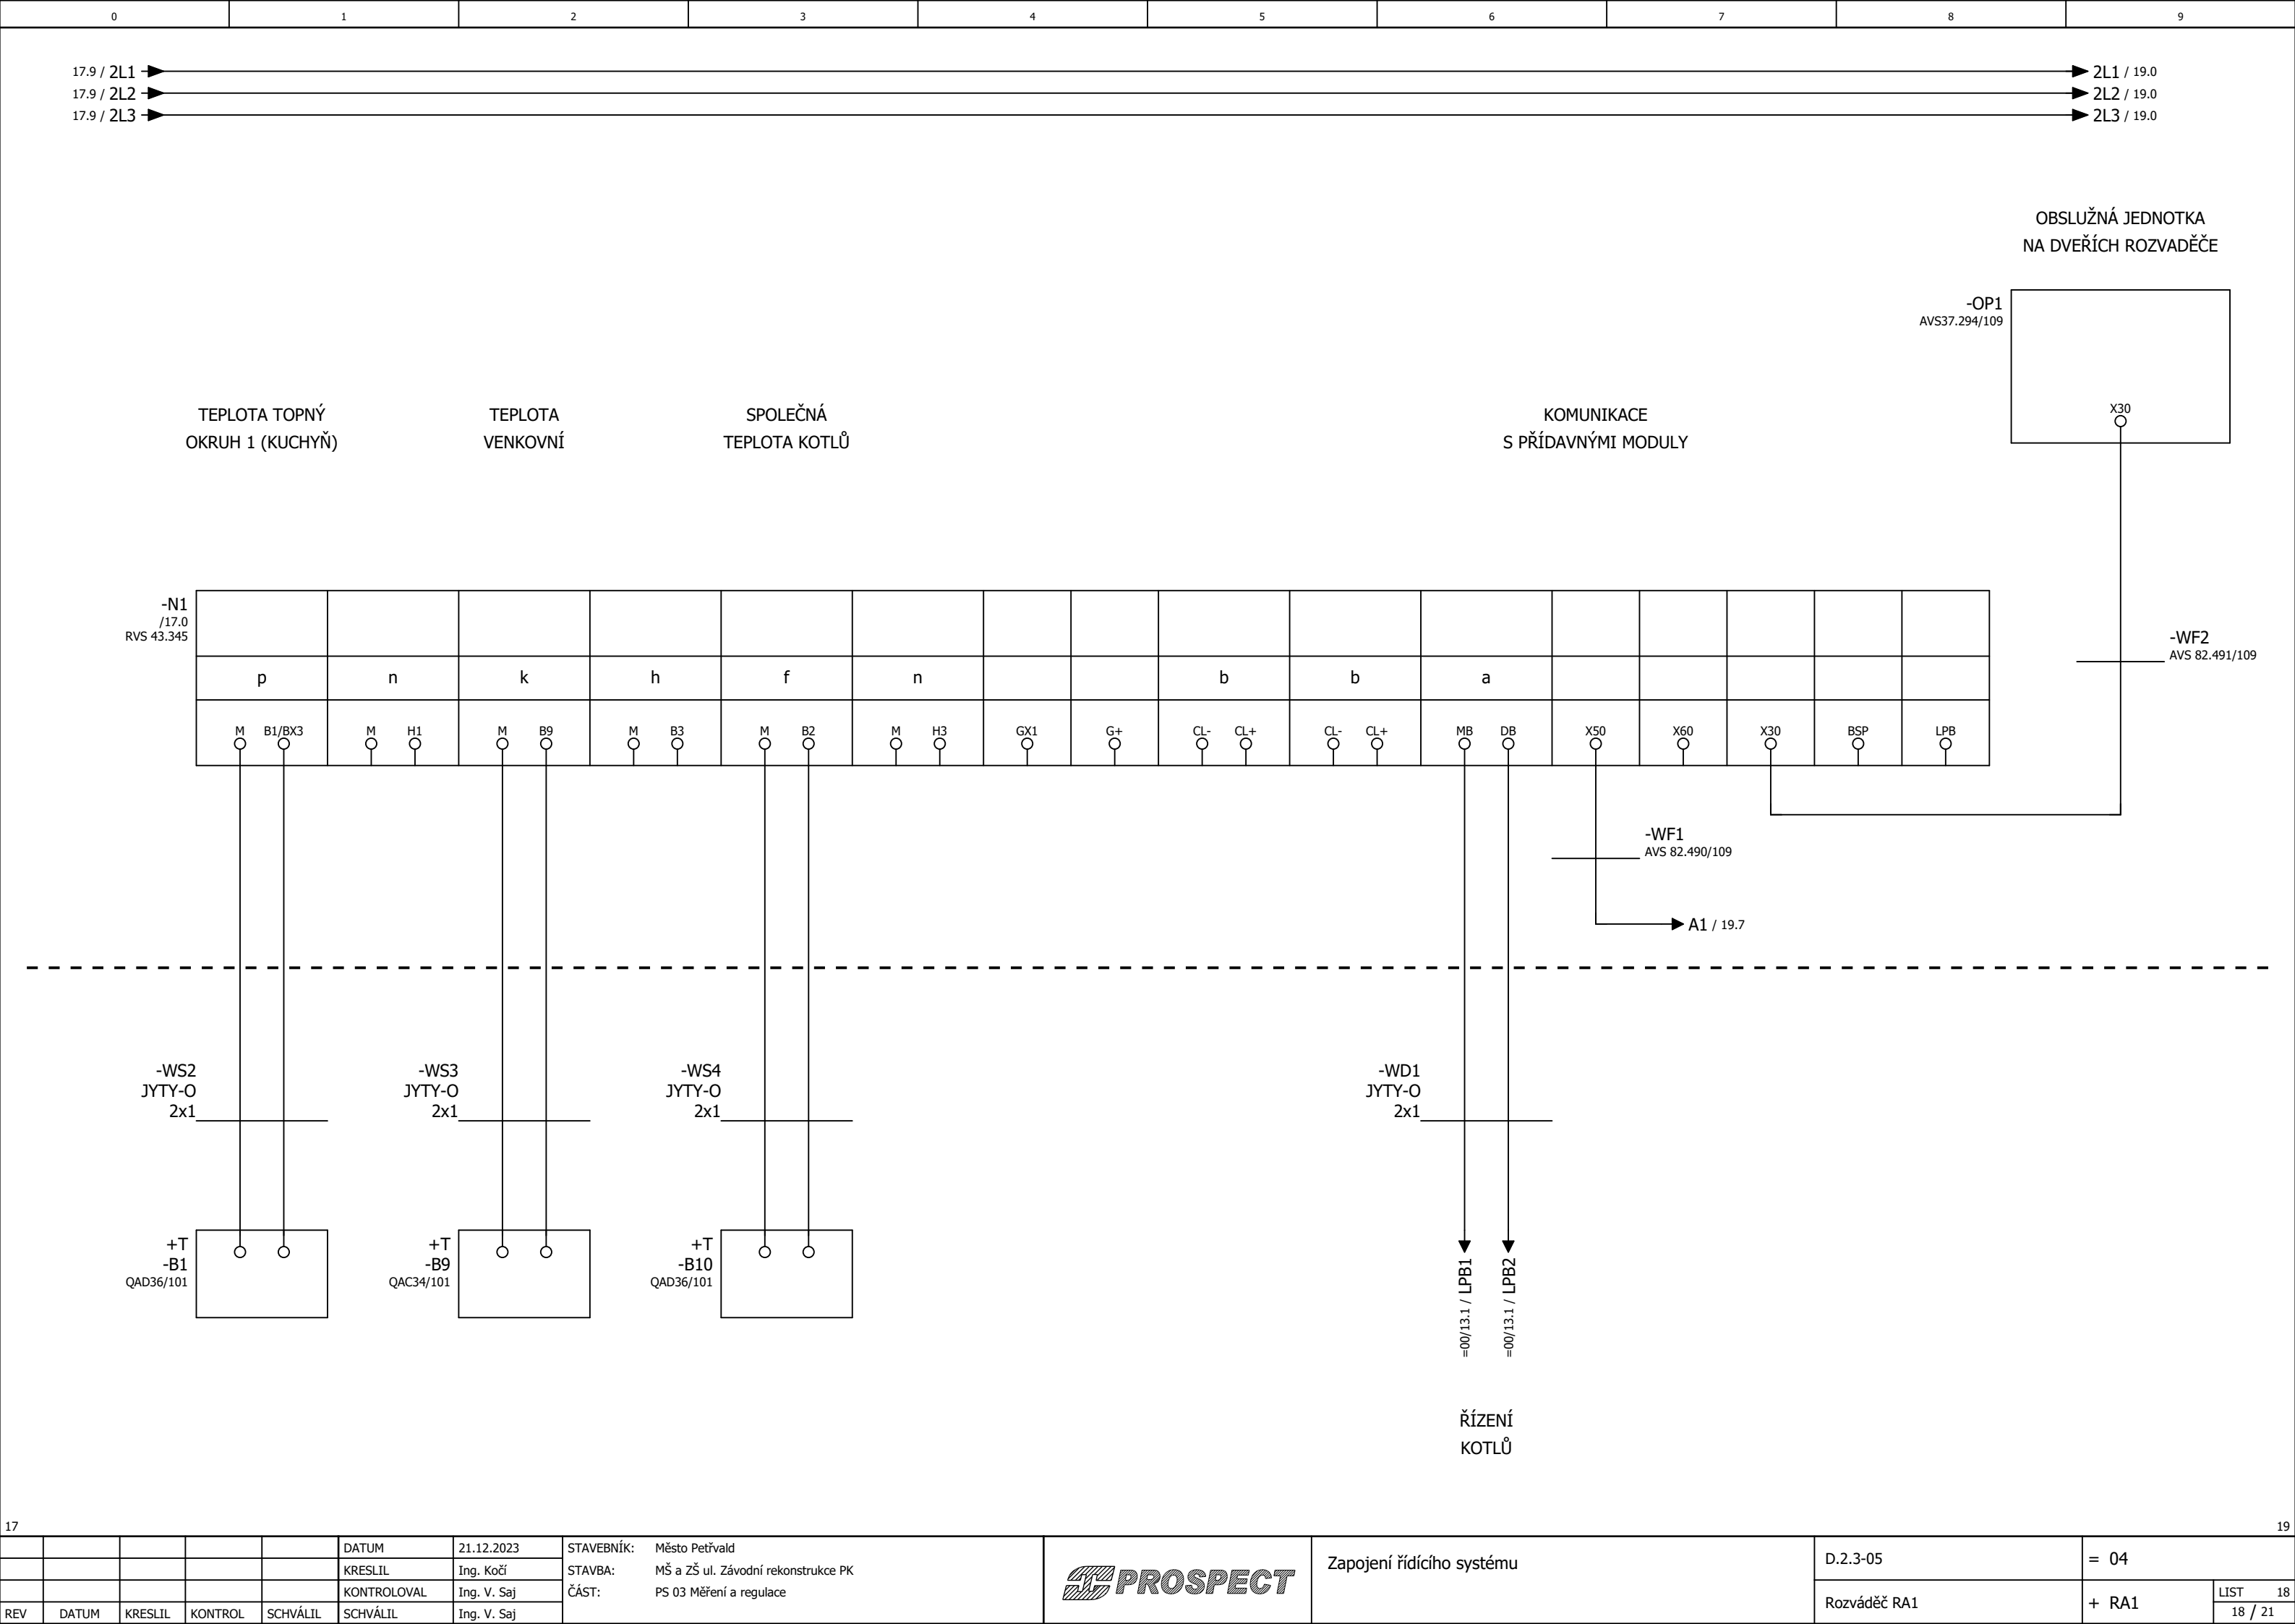 0 1 2 3 4 5 6 7 8 9
17.9 / 2L1 2L1 / 19.0
17.9 / 2L2 2L2 / 19.0
17.9 / 2L3 2L3 / 19.0
OBSLUŽNÁ JEDNOTKA
NA DVEŘÍCH ROZVADĚČE
-OP1
AVS37.294/109
X30
TEPLOTA TOPNÝ
OKRUH 1 (KUCHYŇ)
TEPLOTA
VENKOVNÍ
SPOLEČNÁ
TEPLOTA KOTLŮ
KOMUNIKACE
S PŘÍDAVNÝMI MODULY
-N1
/17.0
RVS 43.345
-WF2
AVS 82.491/109
p n k h f n b b a
M B1/BX3 M H1 M B9 M B3 M B2 M H3 GX1 G+ CL- CL+ CL- CL+ MB DB X50 X60 X30 BSP LPB
-WF1
AVS 82.490/109
A1 / 19.7
-WS2
JYTY-O
2x1
-WS3
JYTY-O
2x1
-WS4
JYTY-O
2x1
-WD1
JYTY-O
2x1
+T
-B1
QAD36/101
+T
-B9
QAC34/101
+T
-B10
QAD36/101
=00/13.1 / LPB1
=00/13.1 / LPB2
ŘÍZENÍ
KOTLŮ
17 19
DATUM 21.12.2023
KRESLIL Ing. Kočí
KONTROLOVAL Ing. V. Saj
REV DATUM KRESLIL KONTROL SCHVÁLIL SCHVÁLIL Ing. V. Saj
STAVEBNÍK: Město Petřvald
STAVBA: MŠ a ZŠ ul. Závodní rekonstrukce PK
ČÁST: PS 03 Měření a regulace
PROSPECT
Zapojení řídícího systému
D.2.3-05
Rozváděč RA1
= 04
+ RA1
LIST 18
18 / 21